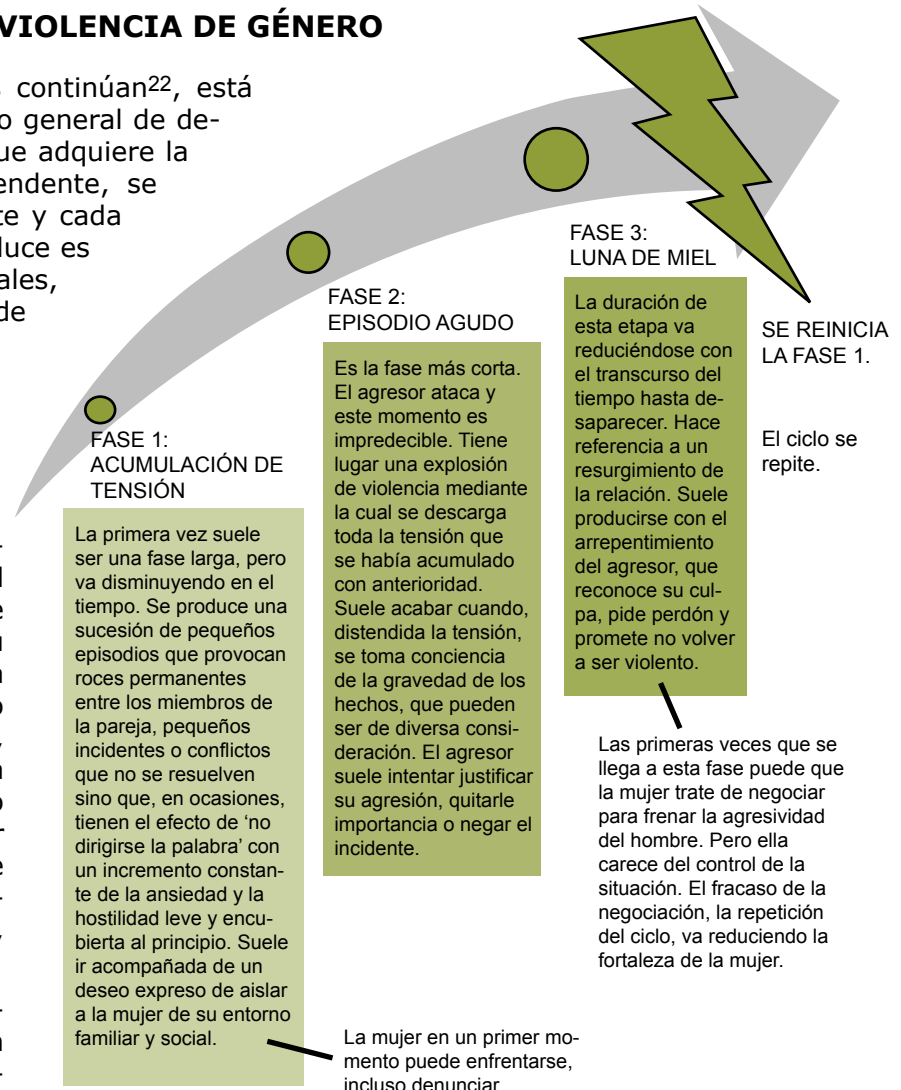 VIOLENCIA DE GÉNERO
continúan22, está
o general de de-
ue adquiere la
endente, se
te y cada
duce es
ales,
de
FASE 1:
ACUMULACIÓN DE
TENSIÓN
La primera vez suele
ser una fase larga, pero
va disminuyendo en el
tiempo. Se produce una
sucesión de pequeños
episodios que provocan
roces permanentes
entre los miembros de
la pareja, pequeños
incidentes o conflictos
que no se resuelven
sino que, en ocasiones,
tienen el efecto de ‘no
dirigirse la palabra’ con
un incremento constan-
te de la ansiedad y la
hostilidad leve y encu-
bierta al principio. Suele
ir acompañada de un
deseo expreso de aislar
a la mujer de su entorno
familiar y social.
La mujer en un primer mo-
mento puede enfrentarse,
incluso denunciar
FASE 2:
EPISODIO AGUDO
Es la fase más corta.
El agresor ataca y
este momento es
impredecible. Tiene
lugar una explosión
de violencia mediante
la cual se descarga
toda la tensión que
se había acumulado
con anterioridad.
Suele acabar cuando,
distendida la tensión,
se toma conciencia
de la gravedad de los
hechos, que pueden
ser de diversa consi-
deración. El agresor
suele intentar justificar
su agresión, quitarle
importancia o negar el
incidente.
FASE 3:
LUNA DE MIEL
La duración de
esta etapa va
reduciéndose con
el transcurso del
tiempo hasta de-
saparecer. Hace
referencia a un
resurgimiento de
la relación. Suele
producirse con el
arrepentimiento
del agresor, que
reconoce su cul-
pa, pide perdón y
promete no volver
a ser violento.
Las primeras veces que se
llega a esta fase puede que
la mujer trate de negociar
para frenar la agresividad
del hombre. Pero ella
carece del control de la
situación. El fracaso de la
negociación, la repetición
del ciclo, va reduciendo la
fortaleza de la mujer.
SE REINICIA
LA FASE 1.
El ciclo se
repite.